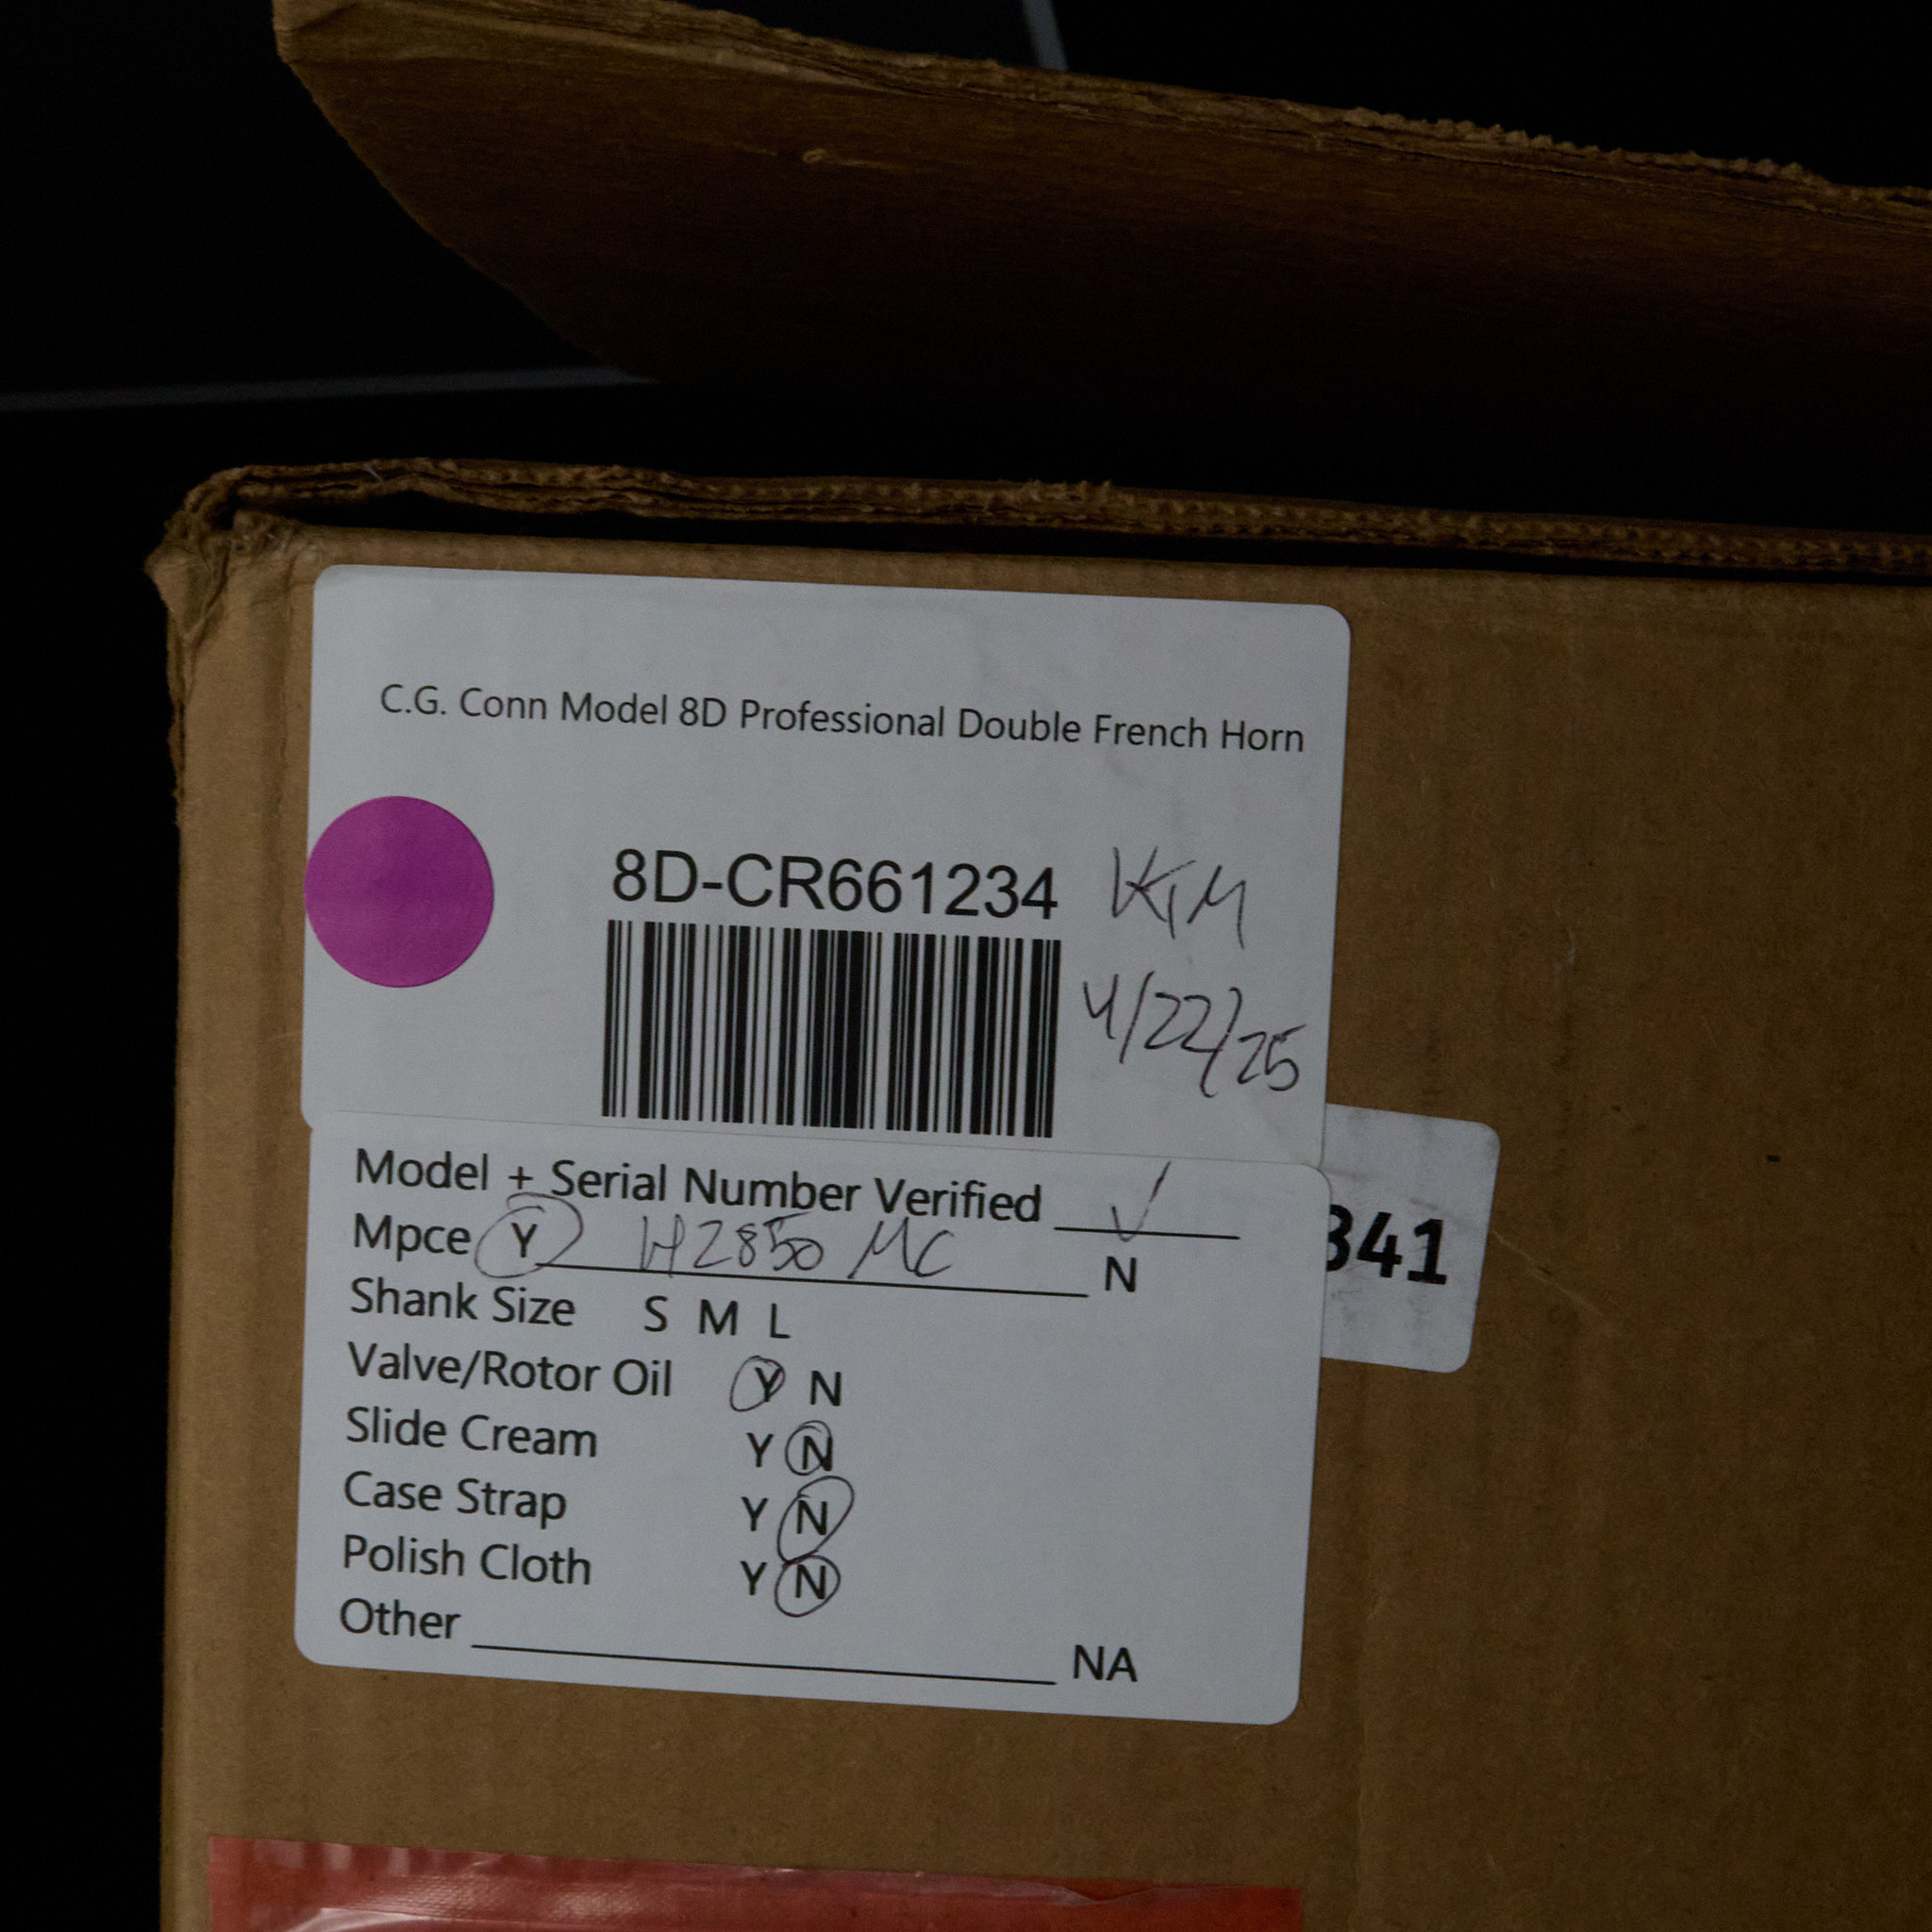 C.G. Conn Model 8D Professional Double French Horn
8D-CR661234 KIM
4/22/25
Model + Serial Number Verified ✓
Mpce Y H2850 MC N
Shank Size S M L
Valve/Rotor Oil Y N
Slide Cream Y N
Case Strap Y N
Polish Cloth Y N
Other NA
341